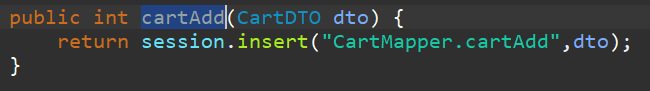 public int cartAdd(CartDTO dto) {
    return session.insert("CartMapper.cartAdd",dto);
}